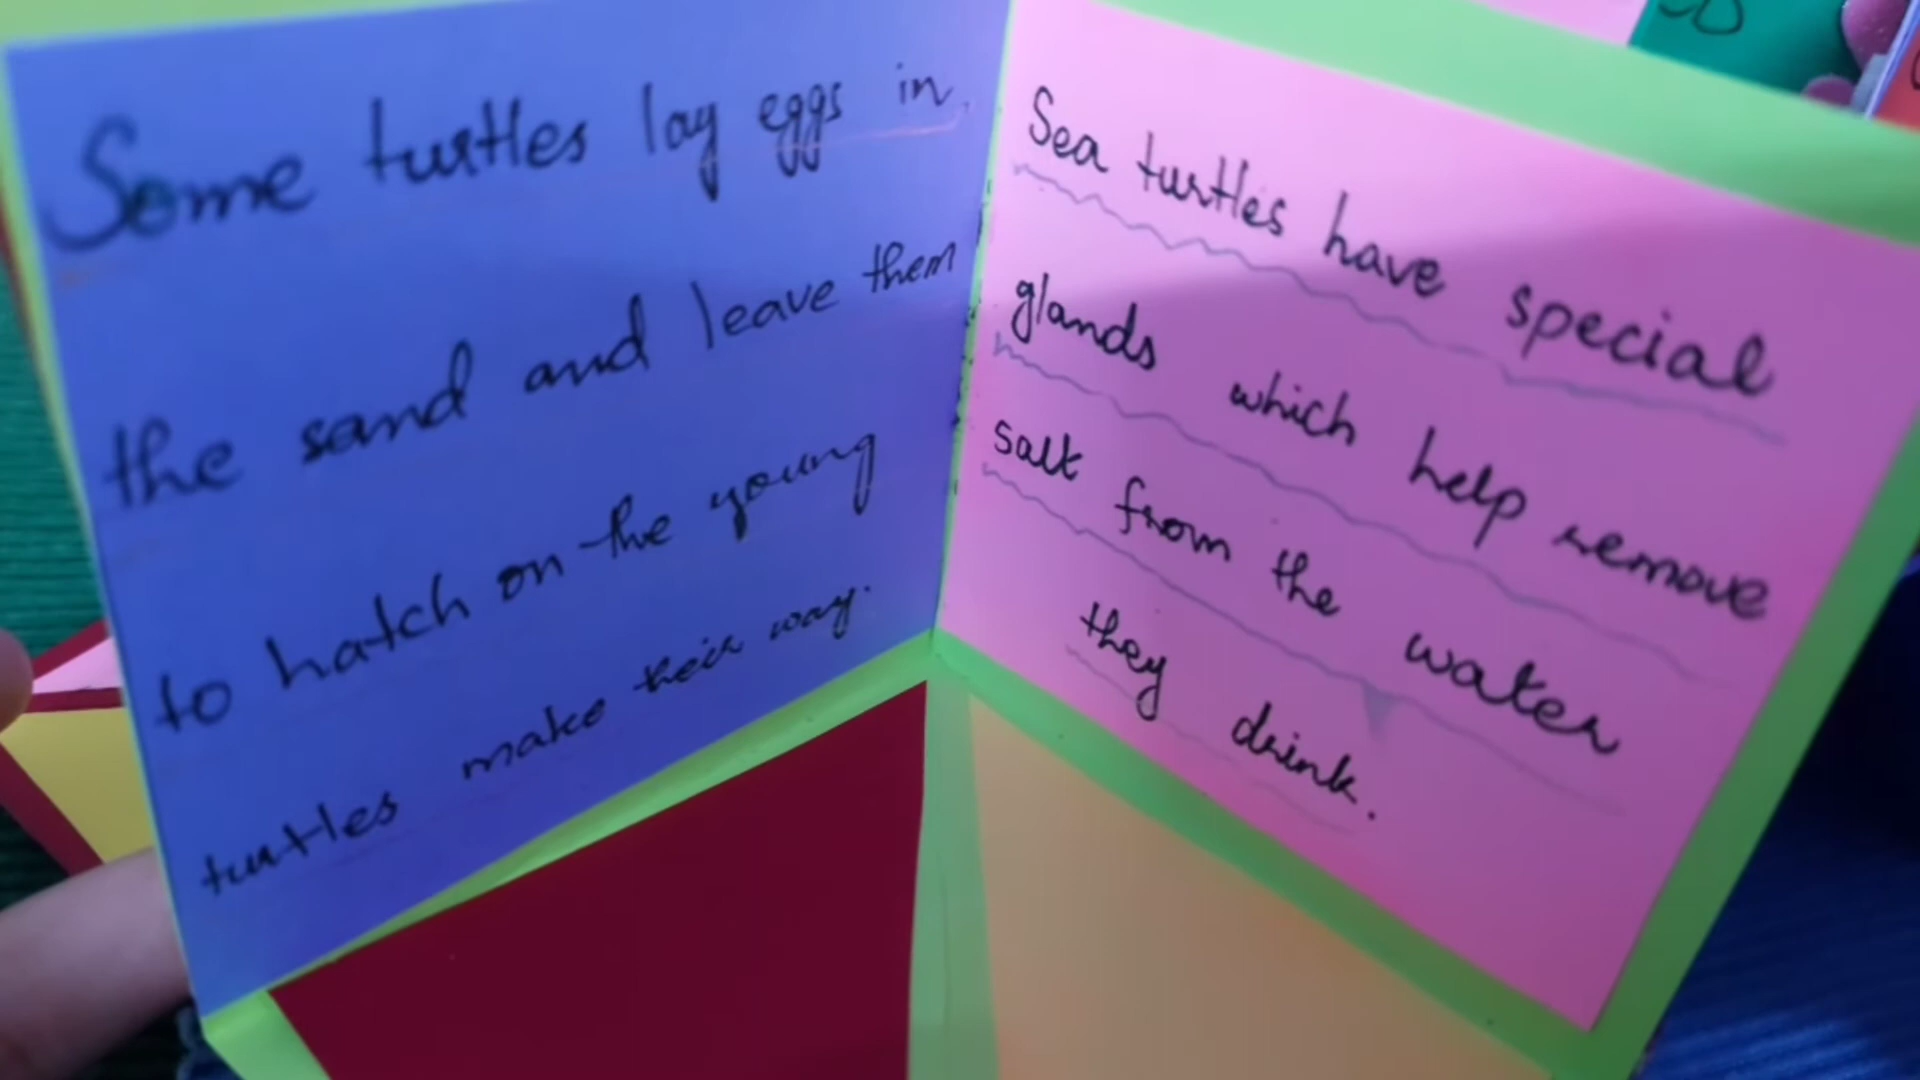 Some turtles lay eggs in
the sand and leave them
to hatch on the young
turtles make their way.
Sea turtles have special
glands which help remove
salt from the water
they drink.